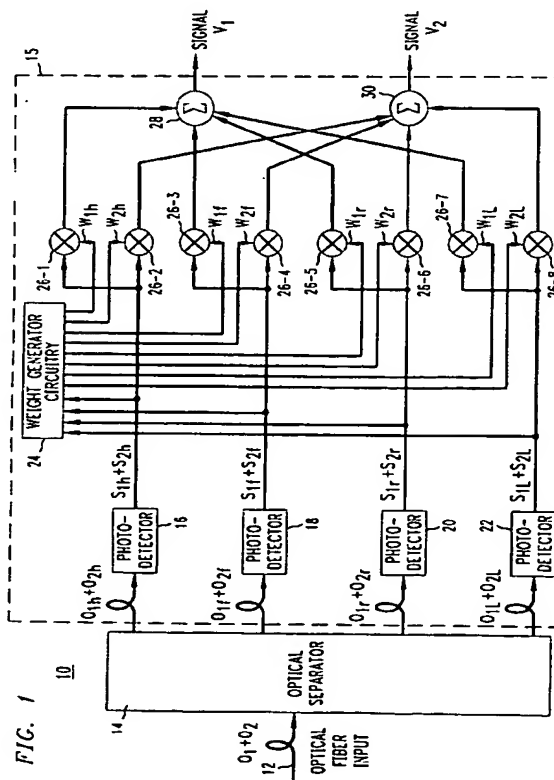 FIG. 1
10
15
WEIGHT GENERATOR
CIRCUITRY
24
26-1
W1h
W2h
26-2
26-3
W1f
W2f
26-4
26-5
W1r
W2r
26-6
26-7
W1L
W2L
26-8
28
Σ
SIGNAL
V1
30
Σ
SIGNAL
V2
O1h+O2h
PHOTO-
DETECTOR
16
S1h+S2h
O1f+O2f
PHOTO-
DETECTOR
18
S1f+S2f
O1r+O2r
PHOTO-
DETECTOR
20
S1r+S2r
O1L+O2L
PHOTO-
DETECTOR
22
S1L+S2L
14
OPTICAL
SEPARATOR
O1+O2
12
OPTICAL
FIBER
INPUT